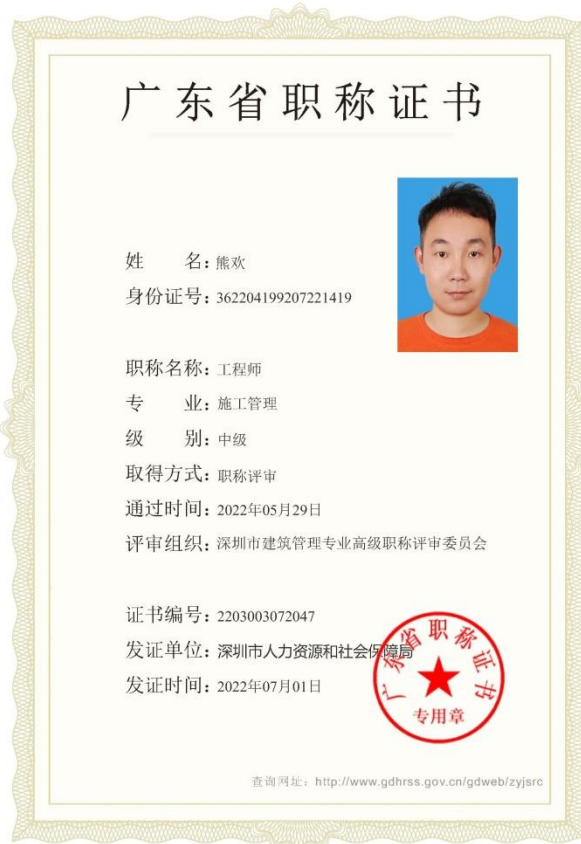 广东省职称证书
姓 名：熊欢
身份证号：362204199207221419
职称名称：工程师
专 业：施工管理
级 别：中级
取得方式：职称评审
通过时间：2022年05月29日
评审组织：深圳市建筑管理专业高级职称评审委员会
证书编号：2203003072047
发证单位：深圳市人力资源和社会保障局
发证时间：2022年07月01日
广东省职称证书
专用章
查询网址：http://www.gdhrss.gov.cn/gdweb/zyjsrc